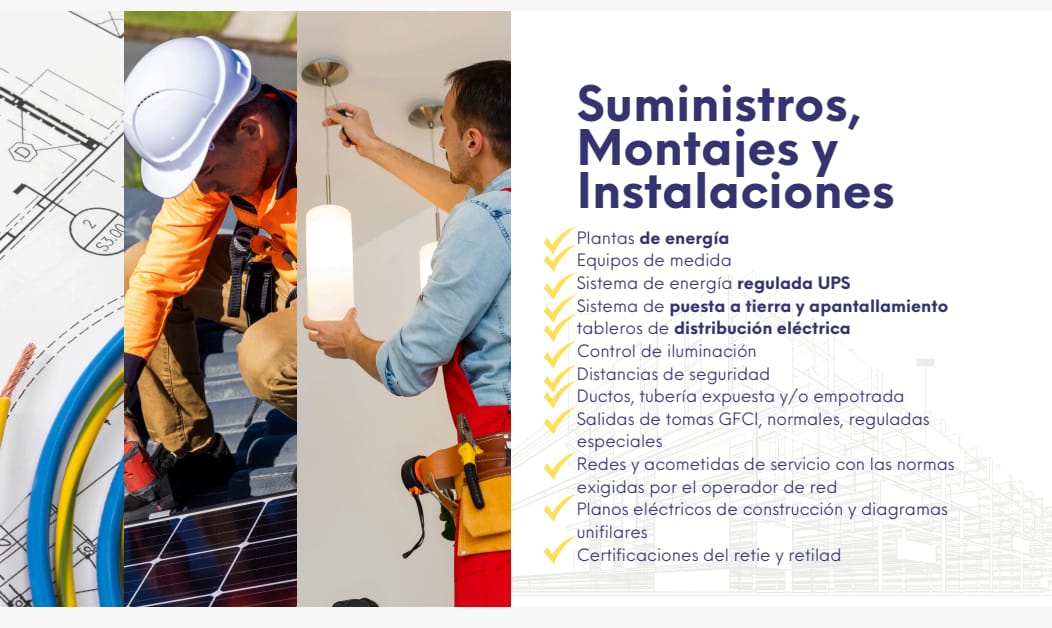 Suministros,
Montajes y
Instalaciones
Plantas de energía
Equipos de medida
Sistema de energía regulada UPS
Sistema de puesta a tierra y apantallamiento
tableros de distribución eléctrica
Control de iluminación
Distancias de seguridad
Ductos, tubería expuesta y/o empotrada
Salidas de tomas GFCI, normales, reguladas
especiales
Redes y acometidas de servicio con las normas
exigidas por el operador de red
Planos eléctricos de construcción y diagramas
unifilares
Certificaciones del retie y retilad
D
2
S3.00